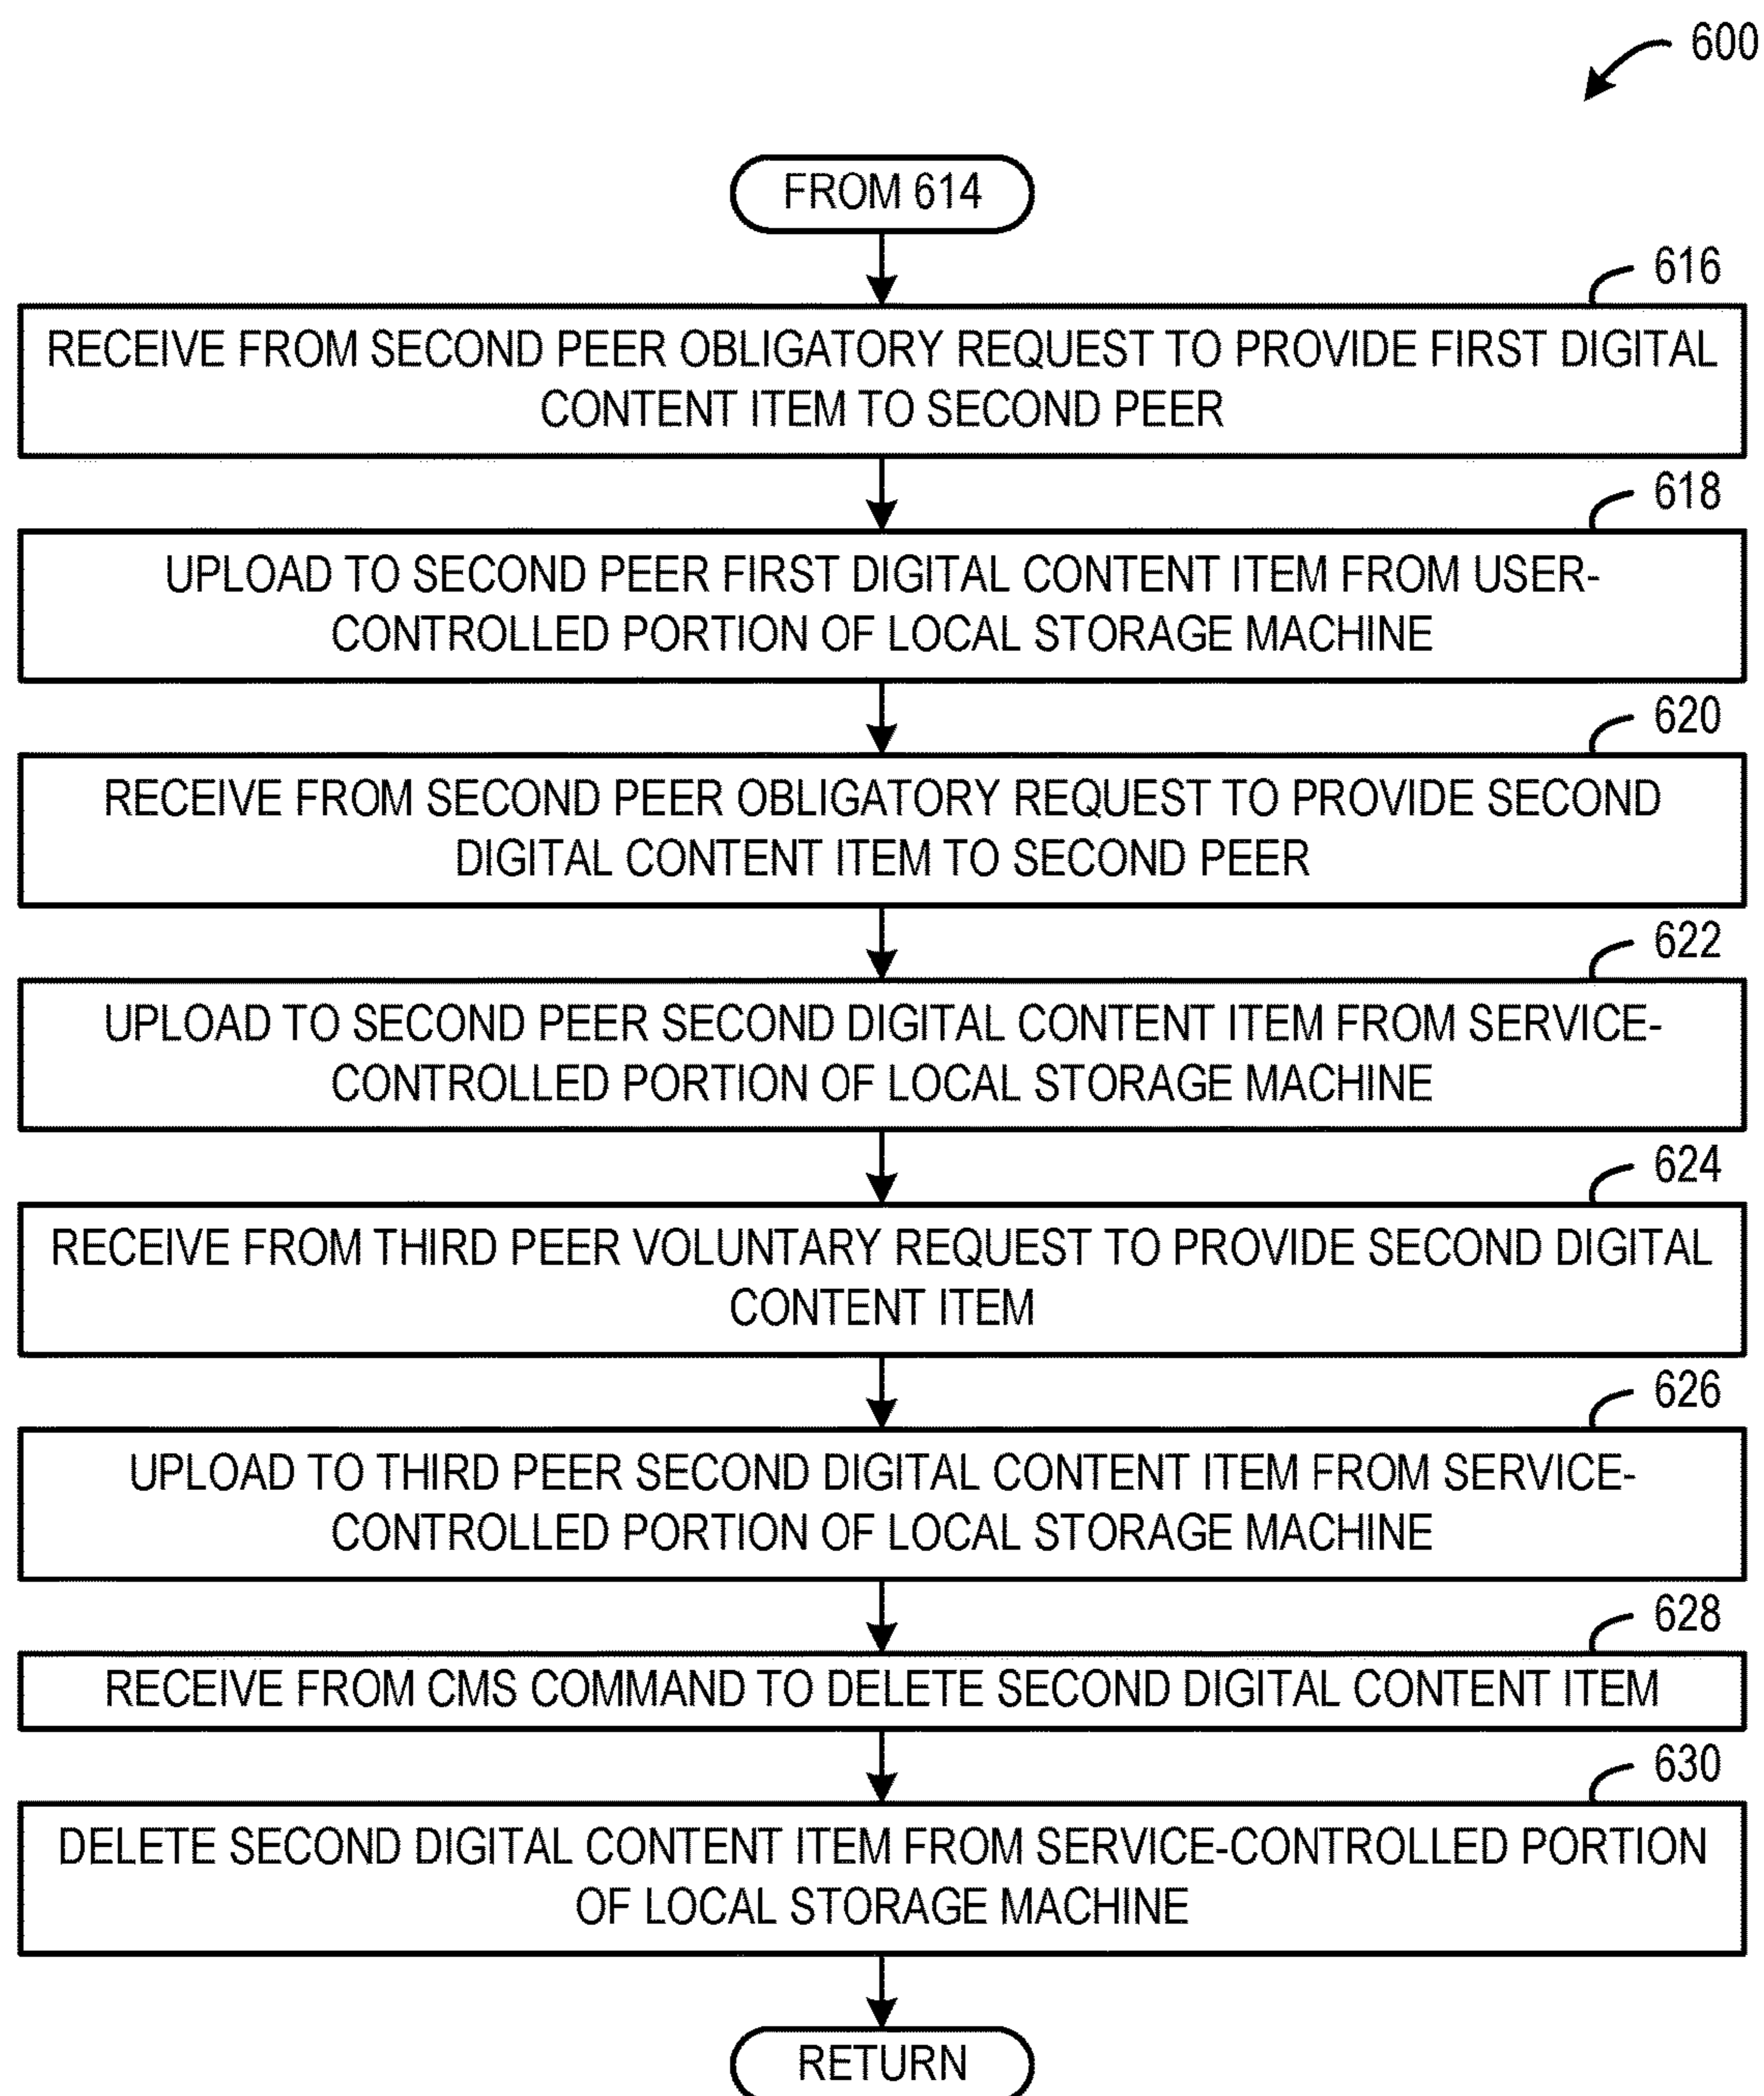 600
FROM 614
616
RECEIVE FROM SECOND PEER OBLIGATORY REQUEST TO PROVIDE FIRST DIGITAL
CONTENT ITEM TO SECOND PEER
618
UPLOAD TO SECOND PEER FIRST DIGITAL CONTENT ITEM FROM USER-
CONTROLLED PORTION OF LOCAL STORAGE MACHINE
620
RECEIVE FROM SECOND PEER OBLIGATORY REQUEST TO PROVIDE SECOND
DIGITAL CONTENT ITEM TO SECOND PEER
622
UPLOAD TO SECOND PEER SECOND DIGITAL CONTENT ITEM FROM SERVICE-
CONTROLLED PORTION OF LOCAL STORAGE MACHINE
624
RECEIVE FROM THIRD PEER VOLUNTARY REQUEST TO PROVIDE SECOND DIGITAL
CONTENT ITEM
626
UPLOAD TO THIRD PEER SECOND DIGITAL CONTENT ITEM FROM SERVICE-
CONTROLLED PORTION OF LOCAL STORAGE MACHINE
628
RECEIVE FROM CMS COMMAND TO DELETE SECOND DIGITAL CONTENT ITEM
630
DELETE SECOND DIGITAL CONTENT ITEM FROM SERVICE-CONTROLLED PORTION
OF LOCAL STORAGE MACHINE
RETURN